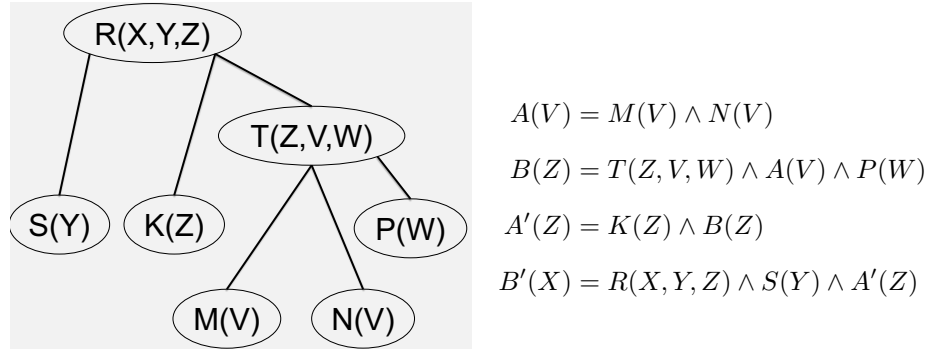 R(X,Y,Z)
T(Z,V,W)
S(Y)
K(Z)
P(W)
M(V)
N(V)
A(V) = M(V) ∧ N(V)
B(Z) = T(Z, V, W) ∧ A(V) ∧ P(W)
A′(Z) = K(Z) ∧ B(Z)
B′(X) = R(X, Y, Z) ∧ S(Y) ∧ A′(Z)